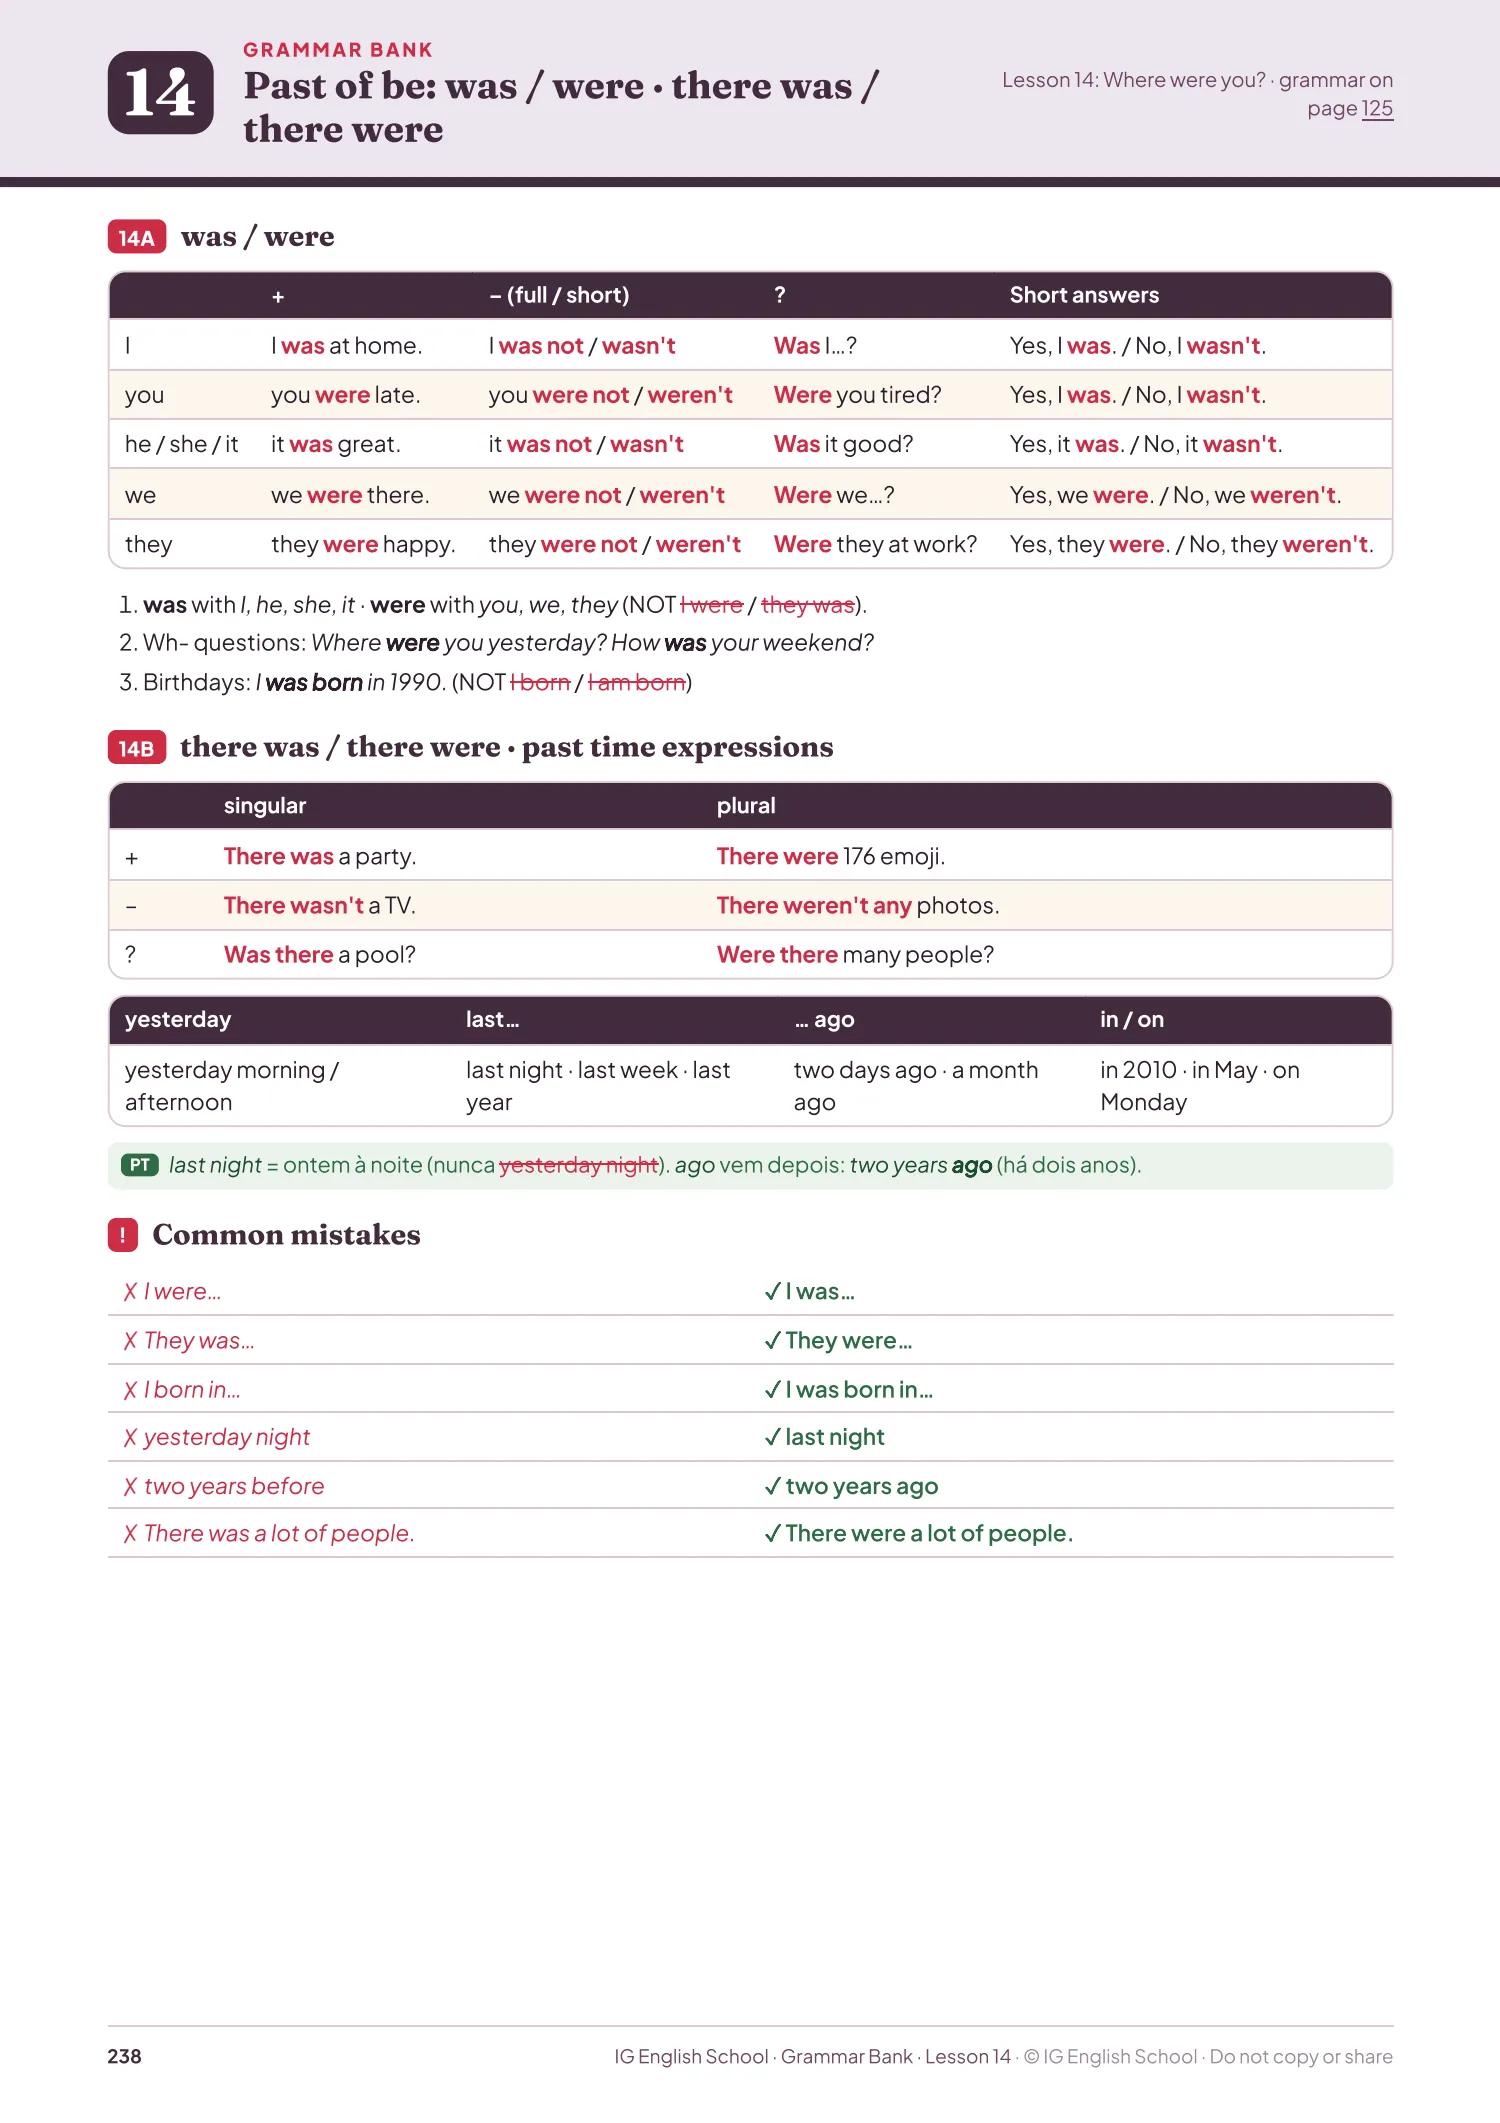 14
GRAMMAR BANK
Past of be: was / were · there was /
there were
Lesson 14: Where were you? · grammar on
page 125
14A was / were
+ – (full / short) ? Short answers
I I was at home. I was not / wasn't Was I…? Yes, I was. / No, I wasn't.
you you were late. you were not / weren't Were you tired? Yes, I was. / No, I wasn't.
he / she / it it was great. it was not / wasn't Was it good? Yes, it was. / No, it wasn't.
we we were there. we were not / weren't Were we…? Yes, we were. / No, we weren't.
they they were happy. they were not / weren't Were they at work? Yes, they were. / No, they weren't.
1. was with I, he, she, it · were with you, we, they (NOT I were / they was).
2. Wh- questions: Where were you yesterday? How was your weekend?
3. Birthdays: I was born in 1990. (NOT I born / I am born)
14B there was / there were · past time expressions
singular plural
+ There was a party. There were 176 emoji.
– There wasn't a TV. There weren't any photos.
? Was there a pool? Were there many people?
yesterday last… … ago in / on
yesterday morning / last night · last week · last two days ago · a month in 2010 · in May · on
afternoon year ago Monday
PT last night = ontem à noite (nunca yesterday night). ago vem depois: two years ago (há dois anos).
! Common mistakes
✗ I were… ✓ I was…
✗ They was… ✓ They were…
✗ I born in… ✓ I was born in…
✗ yesterday night ✓ last night
✗ two years before ✓ two years ago
✗ There was a lot of people. ✓ There were a lot of people.
238 IG English School · Grammar Bank · Lesson 14 · © IG English School · Do not copy or share